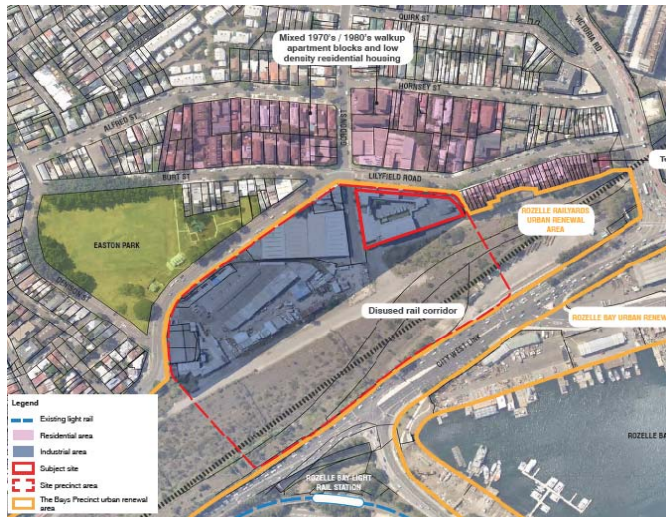 QUIRK ST
VICTORIA RD
Mixed 1970's / 1980's walkup
apartment blocks and low
density residential housing
HORNSEY ST
ALFRED ST
BURT ST
LILYFIELD ROAD
ROZELLE RAILYARDS
URBAN RENEWAL
AREA
EASTON PARK
Disused rail corridor
ROZELLE BAY URBAN RENEW
CITY WEST LINK
Legend
Existing light rail
Residential area
Industrial area
Subject site
Site precinct area
The Bays Precinct urban renewal
area
ROZELLE BAY LIGHT
RAIL STATION
ROZELLE BA